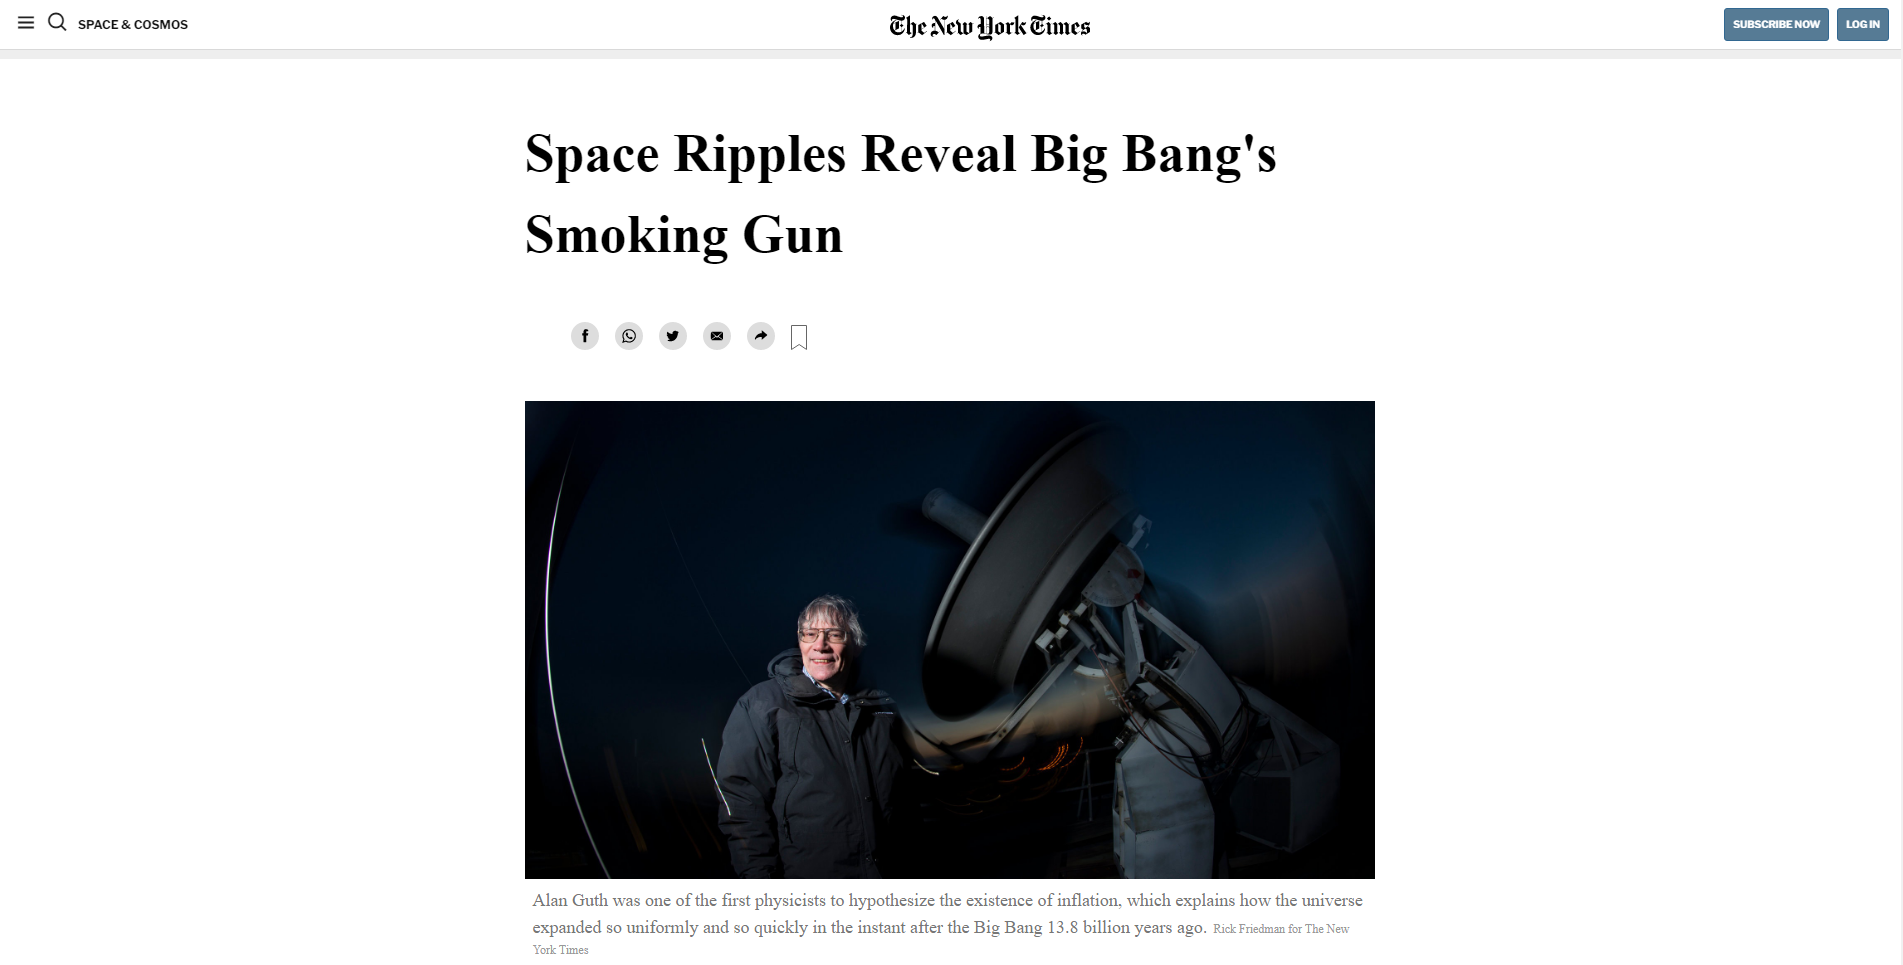 SPACE & COSMOS
The New York Times
SUBSCRIBE NOW
LOG IN
Space Ripples Reveal Big Bang's
Smoking Gun
Alan Guth was one of the first physicists to hypothesize the existence of inflation, which explains how the universe
expanded so uniformly and so quickly in the instant after the Big Bang 13.8 billion years ago. Rick Friedman for The New
York Times